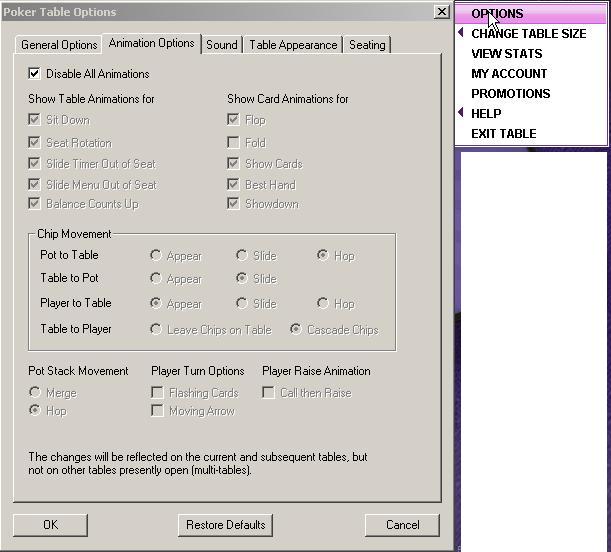 Poker Table Options
General Options Animation Options Sound Table Appearance Seating
Disable All Animations
Show Table Animations for
Sit Down
Seat Rotation
Slide Timer Out of Seat
Slide Menu Out of Seat
Balance Counts Up
Show Card Animations for
Flop
Fold
Show Cards
Best Hand
Showdown
Chip Movement
Pot to Table Appear Slide Hop
Table to Pot Appear Slide
Player to Table Appear Slide Hop
Table to Player Leave Chips on Table Cascade Chips
Pot Stack Movement
Merge
Hop
Player Turn Options
Flashing Cards
Moving Arrow
Player Raise Animation
Call then Raise
The changes will be reflected on the current and subsequent tables, but
not on other tables presently open (multi-tables).
OK Restore Defaults Cancel
OPTIONS
CHANGE TABLE SIZE
VIEW STATS
MY ACCOUNT
PROMOTIONS
HELP
EXIT TABLE